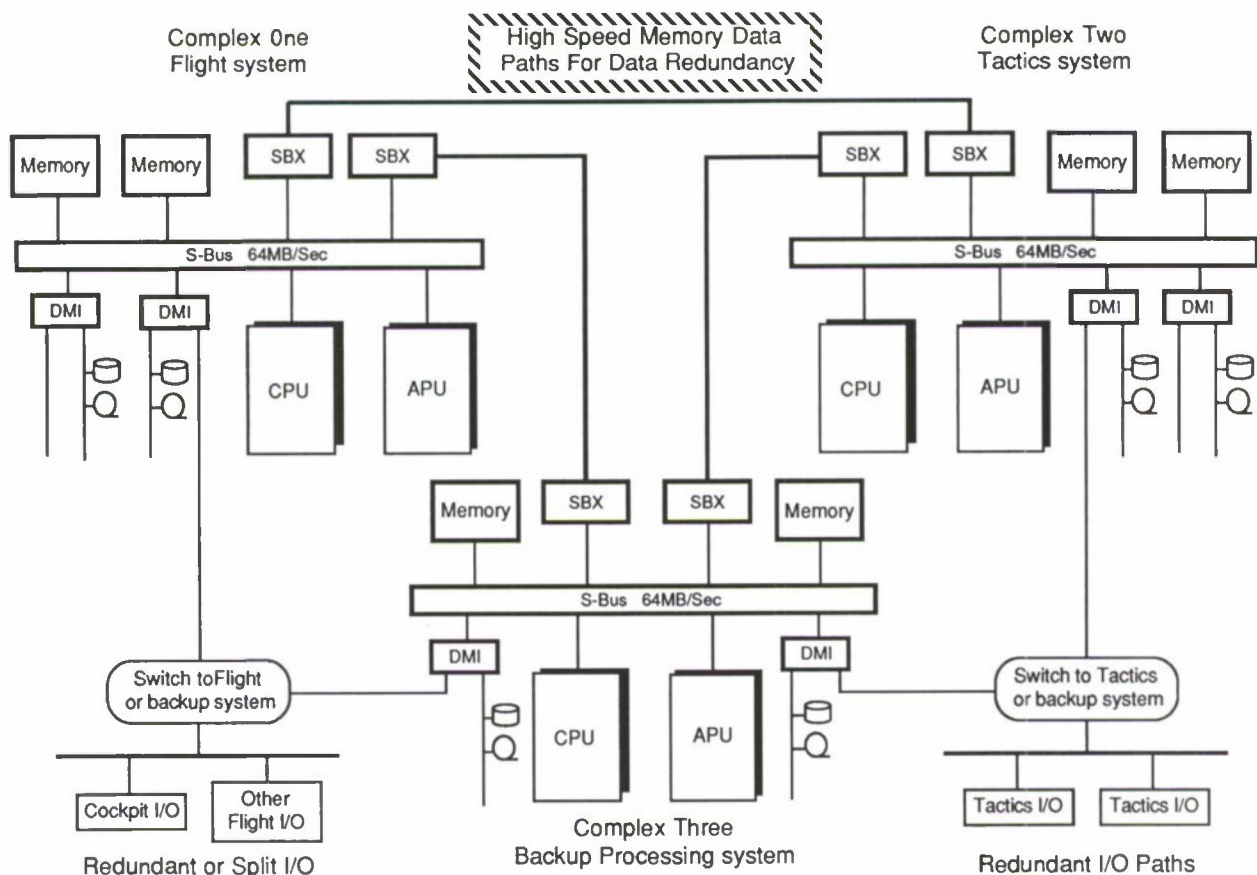 Complex 0ne
Flight system
High Speed Memory Data
Paths For Data Redundancy
Complex Two
Tactics system
Memory
Memory
SBX
SBX
SBX
SBX
Memory
Memory
S-Bus 64MB/Sec
S-Bus 64MB/Sec
DMI
DMI
DMI
DMI
CPU
APU
CPU
APU
Memory
SBX
SBX
Memory
S-Bus 64MB/Sec
DMI
DMI
Switch toFlight
or backup system
Switch to Tactics
or backup system
CPU
APU
Cockpit I/O
Other
Flight I/O
Tactics I/O
Tactics I/O
Complex Three
Backup Processing system
Redundant or Split I/O
Redundant I/O Paths